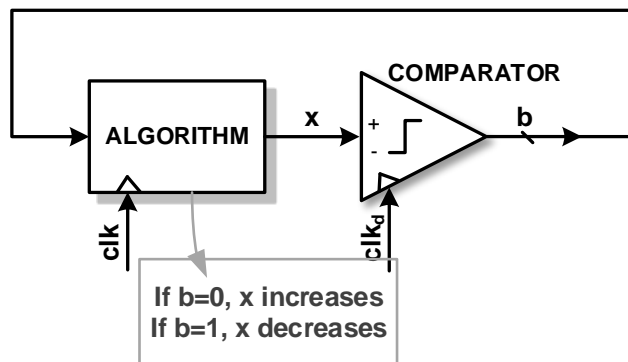 COMPARATOR
ALGORITHM
x
+
-
b
clk
clkd
If b=0, x increases
If b=1, x decreases